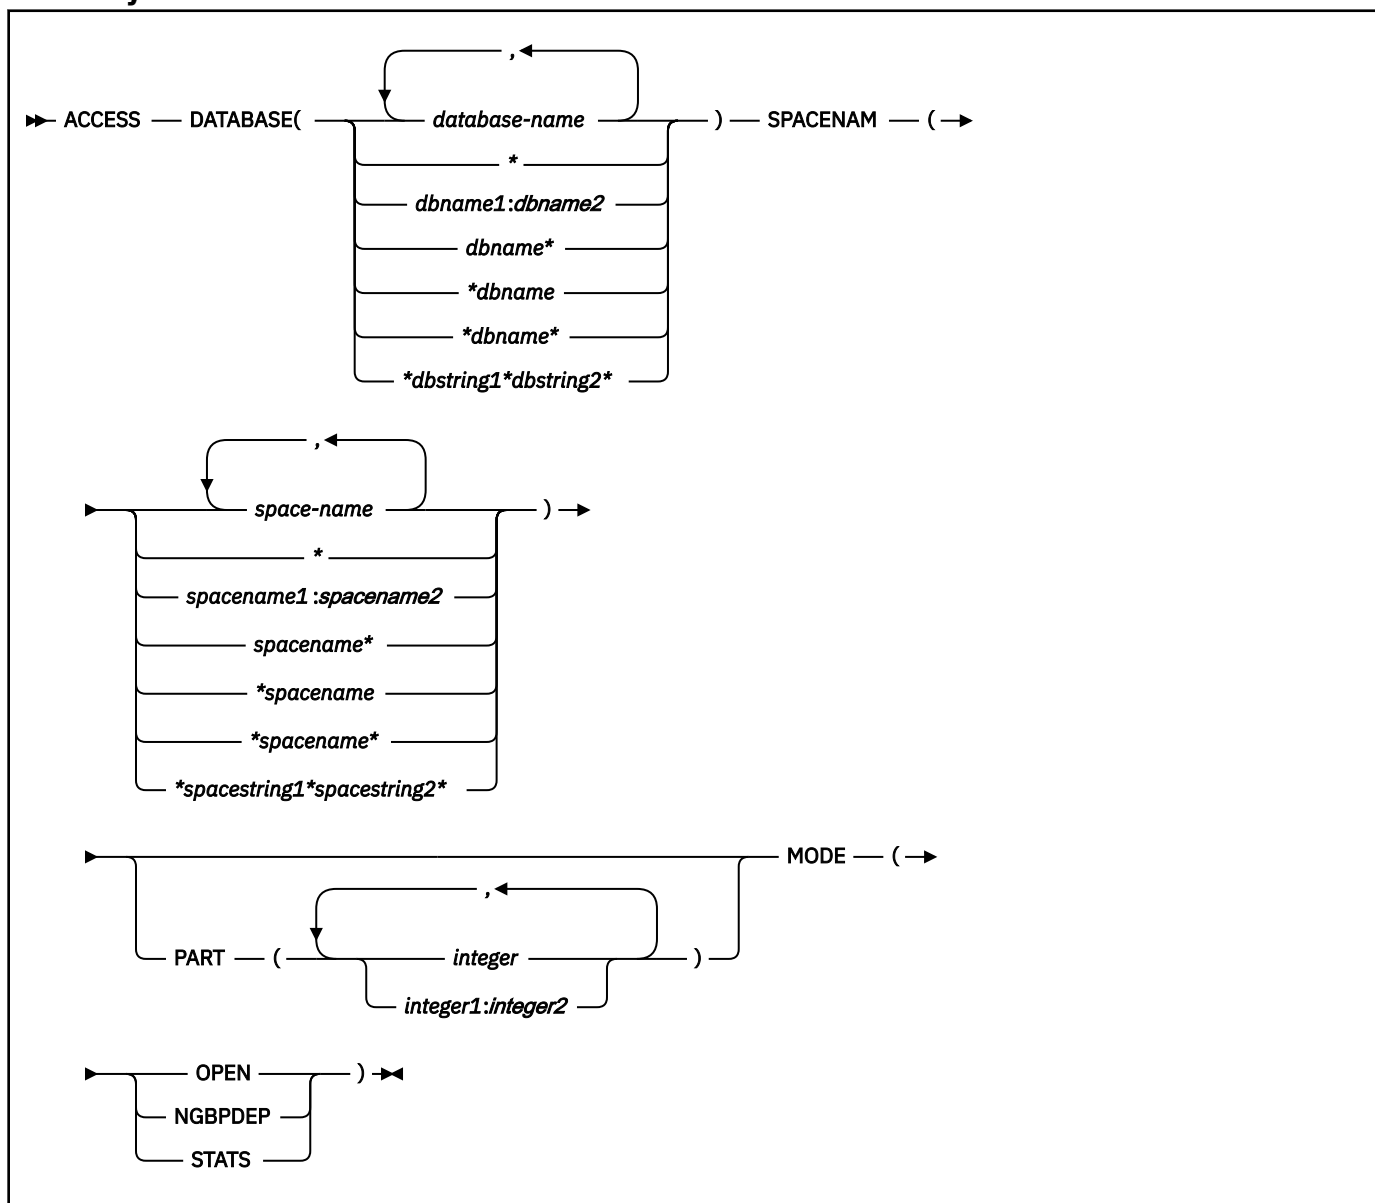 ,
ACCESS DATABASE( database-name ) SPACENAM (
*
dbname1:dbname2
dbname*
*dbname
*dbname*
*dbstring1*dbstring2*
,
space-name )
*
spacename1:spacename2
spacename*
*spacename
*spacename*
*spacestring1*spacestring2*
MODE (
,
PART ( integer )
integer1:integer2
OPEN )
NGBPDEP
STATS